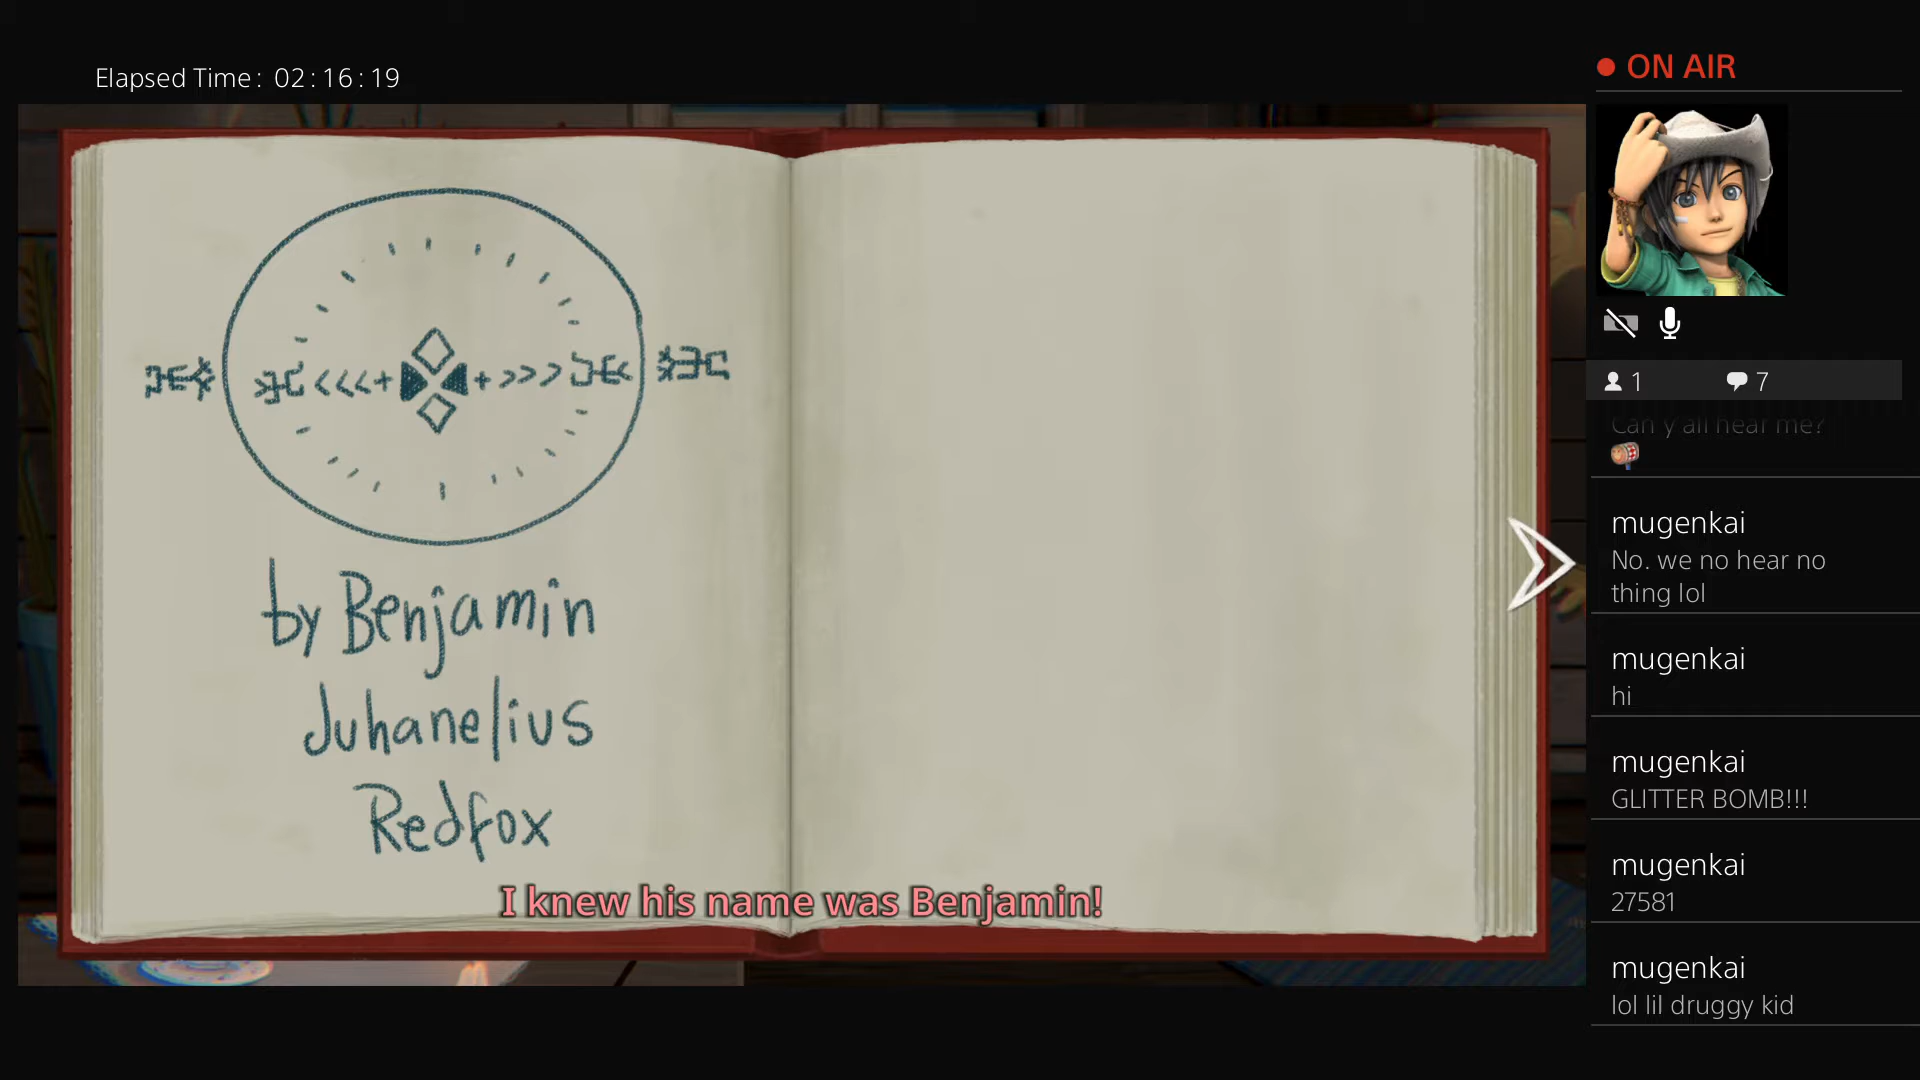 Elapsed Time: 02:16:19
ON AIR
1
7
Can y'all hear me?
mugenkai
No. we no hear no
thing lol
mugenkai
hi
mugenkai
GLITTER BOMB!!!
mugenkai
27581
mugenkai
lol lil druggy kid
by Benjamin
Juhanelius
Redfox
I knew his name was Benjamin!